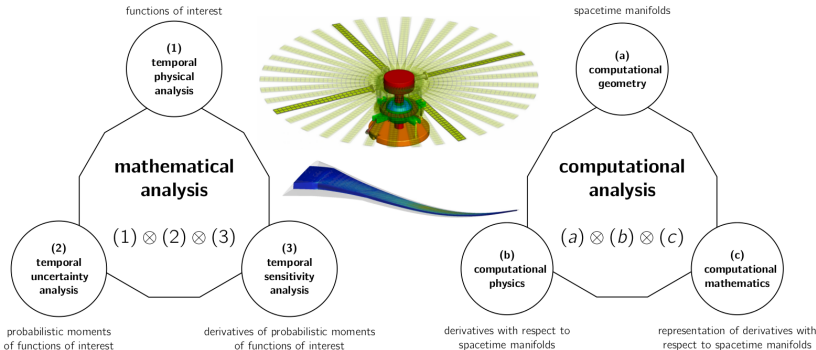 functions of interest
(1)
temporal
physical
analysis
mathematical
analysis
(1) ⊗ (2) ⊗ (3)
(2)
temporal
uncertainty
analysis
(3)
temporal
sensitivity
analysis
probabilistic moments
of functions of interest
derivatives of probabilistic moments
of functions of interest
spacetime manifolds
(a)
computational
geometry
computational
analysis
(a) ⊗ (b) ⊗ (c)
(b)
computational
physics
(c)
computational
mathematics
derivatives with respect to
spacetime manifolds
representation of derivatives with
respect to spacetime manifolds